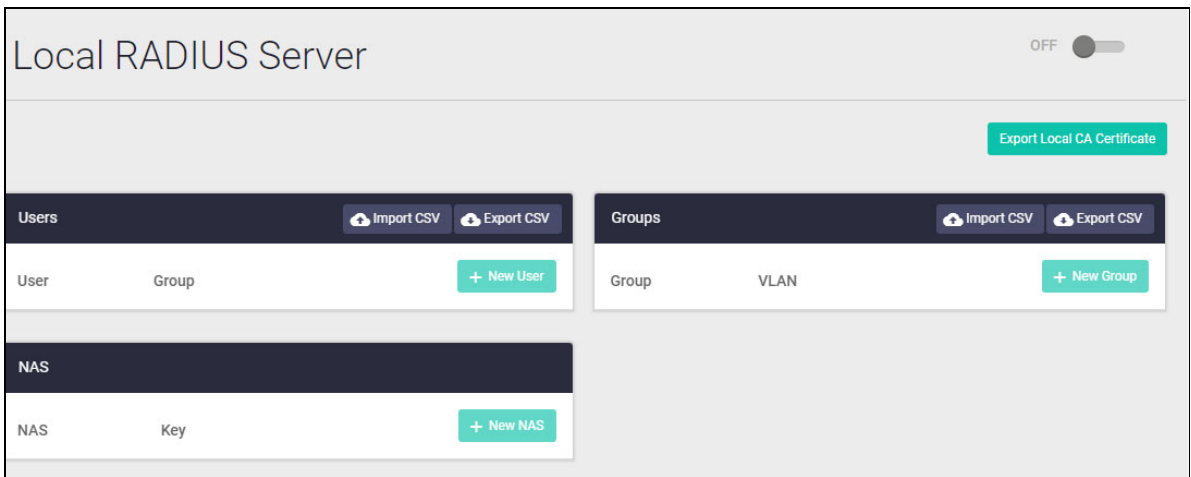 Local RADIUS Server
OFF
Export Local CA Certificate
Users Import CSV Export CSV
User Group + New User
Groups Import CSV Export CSV
Group VLAN + New Group
NAS
NAS Key + New NAS